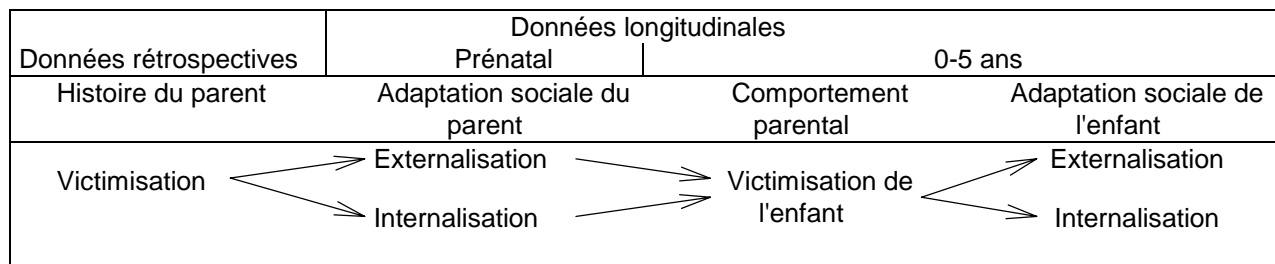 Données longitudinales
Données rétrospectives Prénatal 0-5 ans
Histoire du parent Adaptation sociale du parent Comportement parental Adaptation sociale de l'enfant
Externalisation Externalisation
Victimisation Victimisation de l'enfant
Internalisation Internalisation